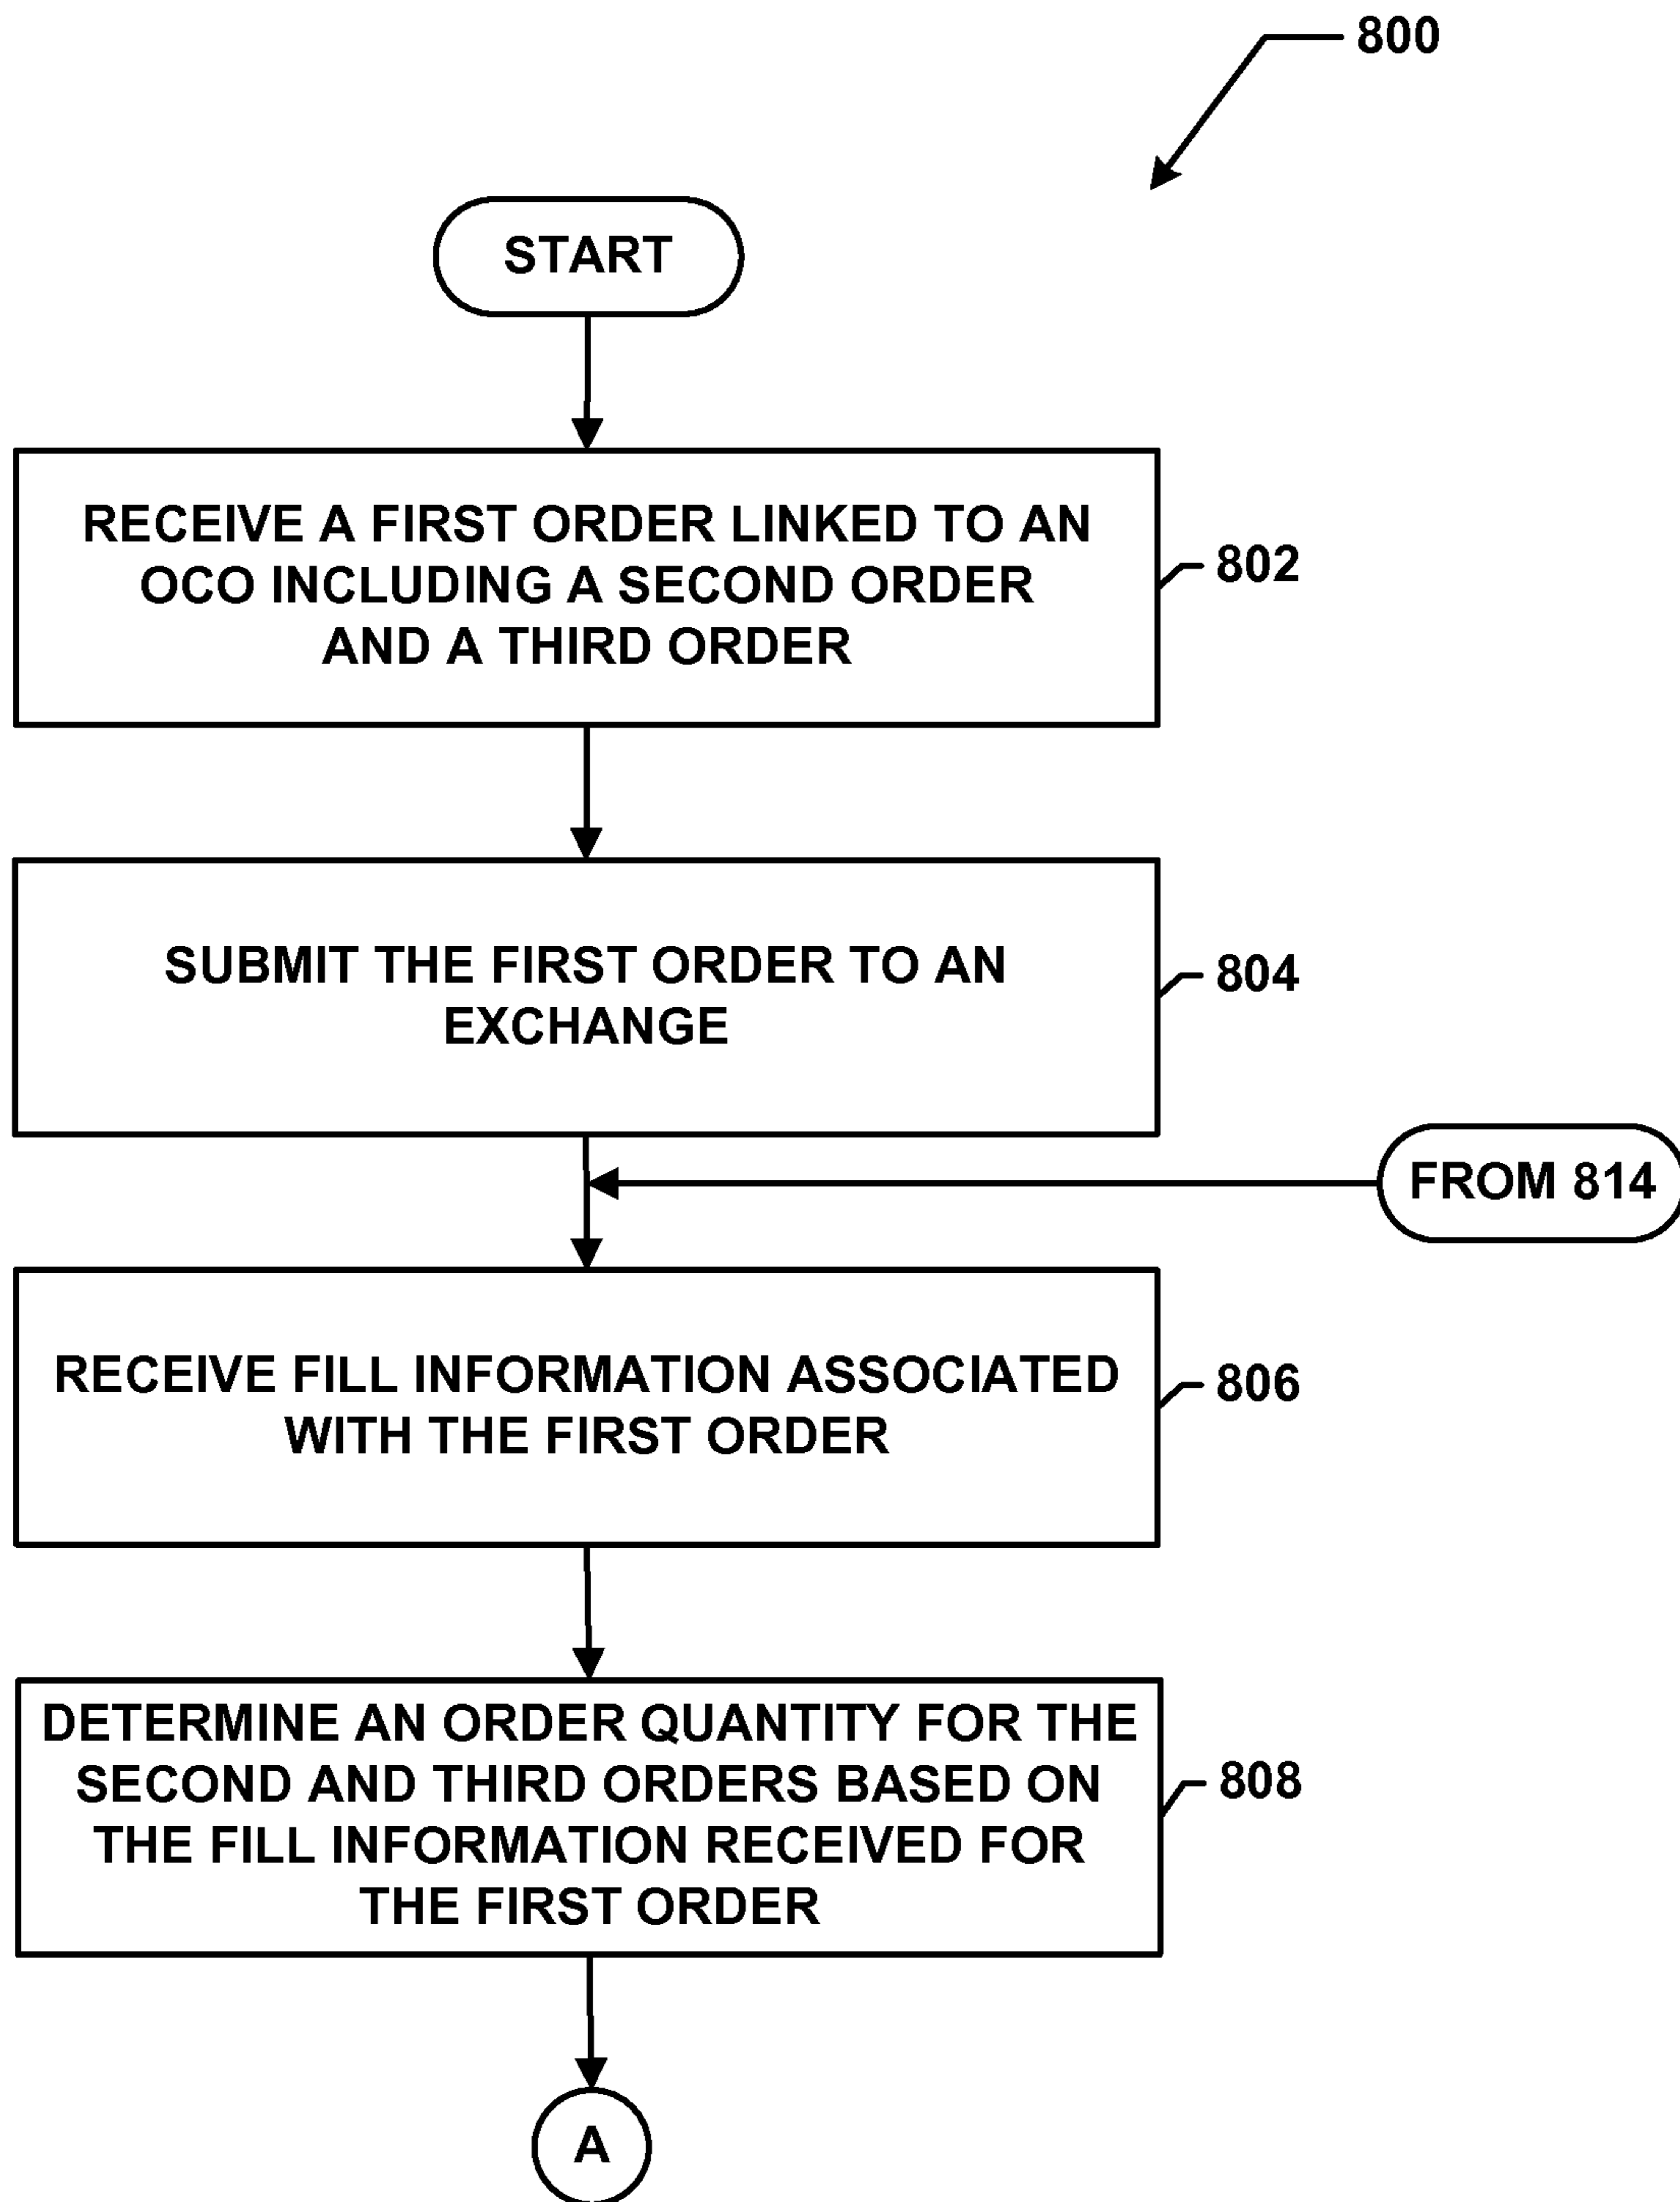 800
START
RECEIVE A FIRST ORDER LINKED TO AN
OCO INCLUDING A SECOND ORDER
AND A THIRD ORDER
802
SUBMIT THE FIRST ORDER TO AN
EXCHANGE
804
FROM 814
RECEIVE FILL INFORMATION ASSOCIATED
WITH THE FIRST ORDER
806
DETERMINE AN ORDER QUANTITY FOR THE
SECOND AND THIRD ORDERS BASED ON
THE FILL INFORMATION RECEIVED FOR
THE FIRST ORDER
808
A